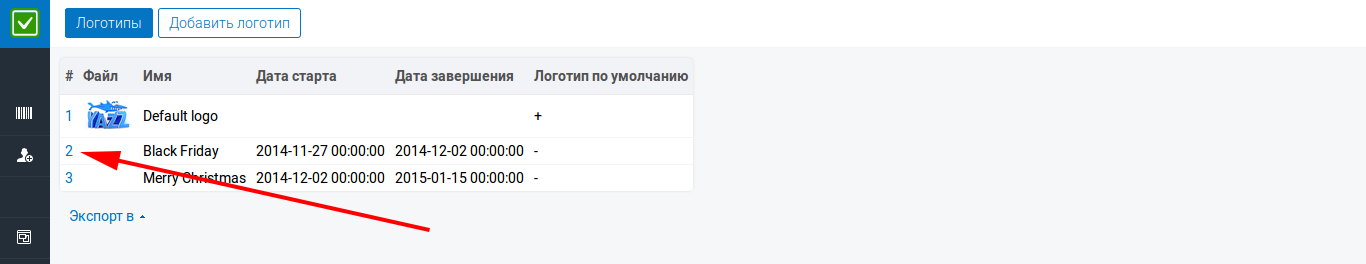 Логотипы Добавить логотип
# Файл Имя Дата старта Дата завершения Логотип по умолчанию
1 YAZZ Default logo +
2 Black Friday 2014-11-27 00:00:00 2014-12-02 00:00:00 -
3 Merry Christmas 2014-12-02 00:00:00 2015-01-15 00:00:00 -
Экспорт в